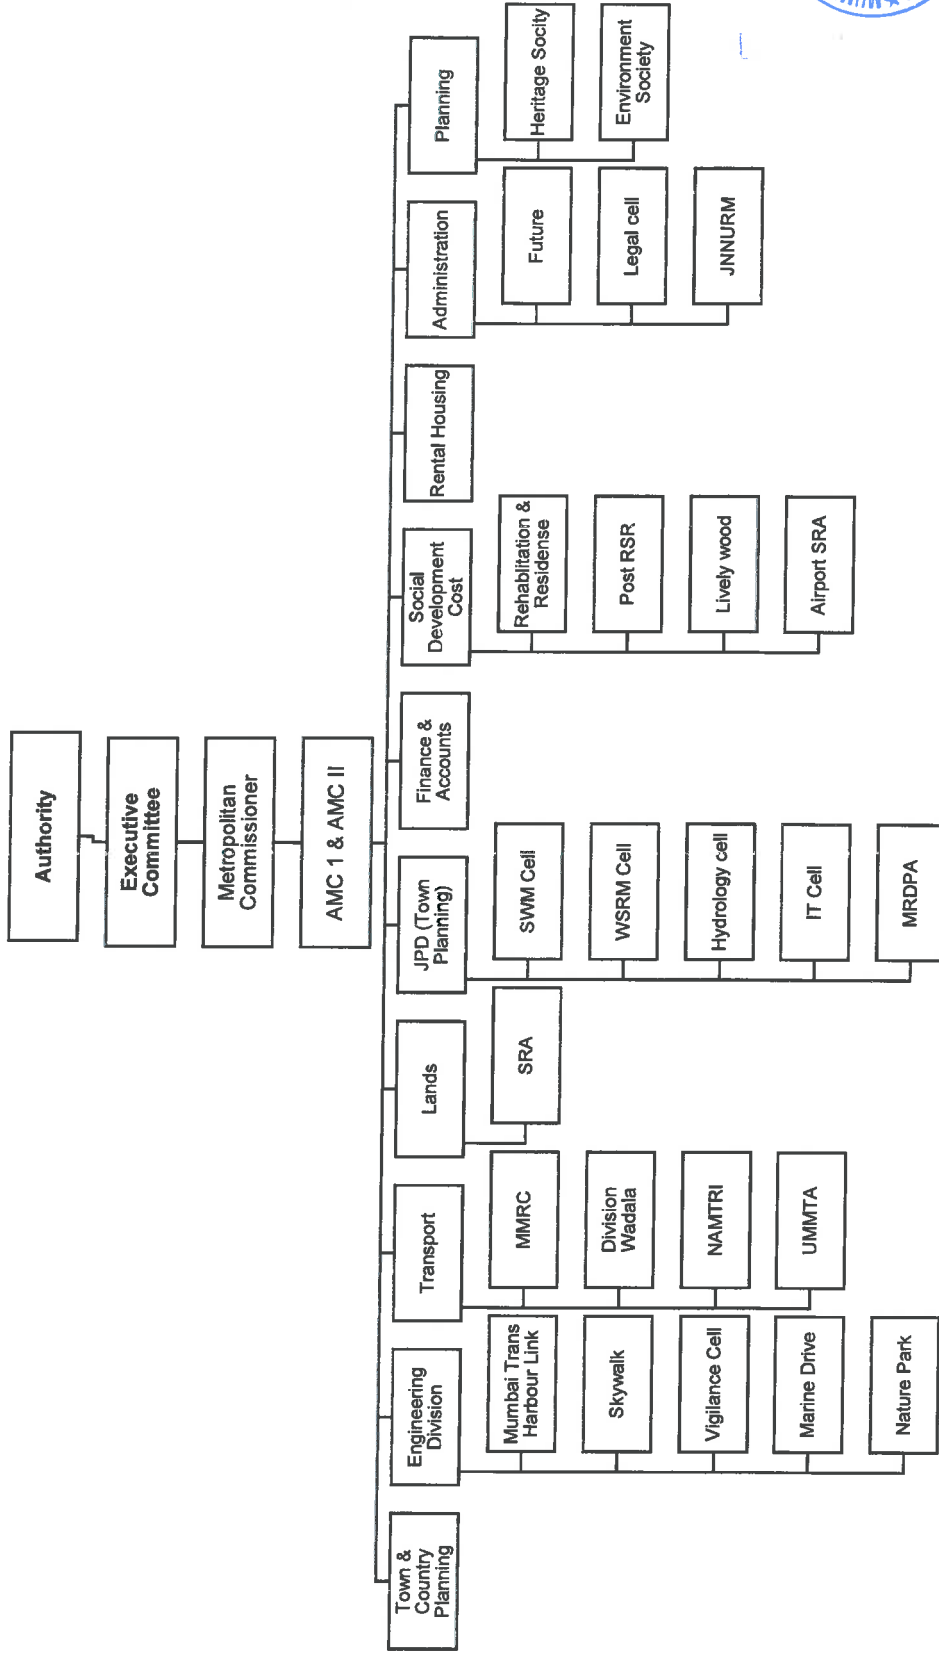 Authority
Executive
Committee
Metropolitan
Commissioner
AMC 1 & AMC II
Town &
Country
Planning
Engineering
Division
Transport
Lands
JPD (Town
Planning)
Finance &
Accounts
Social
Development
Cost
Rental Housing
Administration
Planning
Mumbai Trans
Harbour Link
Skywalk
Vigilance Cell
Marine Drive
Nature Park
MMRC
Division
Wadala
NAMTRI
UMMTA
SRA
SWM Cell
WSRM Cell
Hydrology cell
IT Cell
MRDPA
Rehablitation &
Residense
Post RSR
Lively wood
Airport SRA
Future
Legal cell
JNNURM
Heritage Socity
Environment
Society